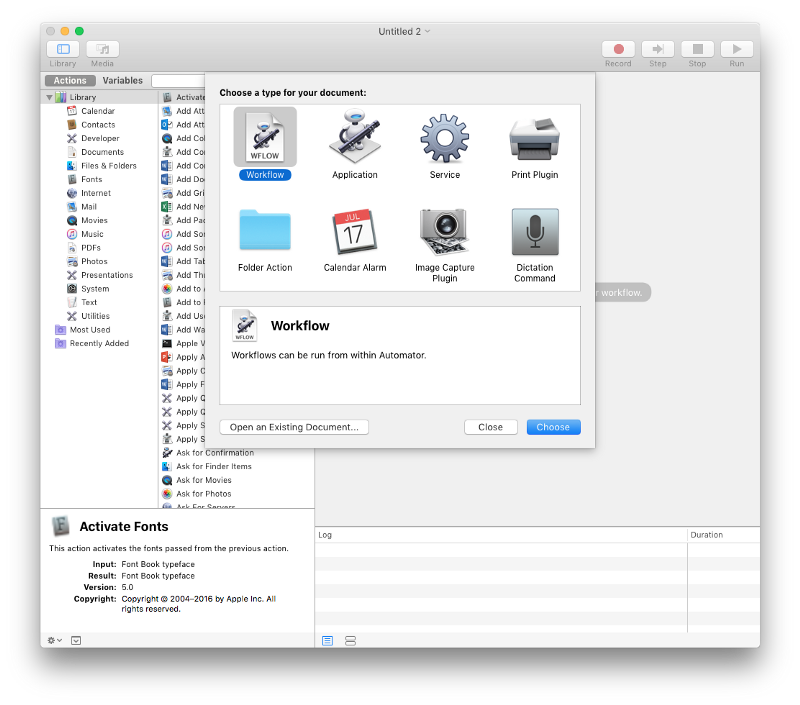 Untitled 2
Library
Media
Record
Step
Stop
Run
Actions
Variables
Library
Calendar
Contacts
Developer
Documents
Files & Folders
Fonts
Internet
Mail
Movies
Music
PDFs
Photos
Presentations
System
Text
Utilities
Most Used
Recently Added
Activate
Add Att
Add Att
Add Col
Add Con
Add Con
Add Do
Add Gri
Add Nev
Add Pac
Add Son
Add Son
Add Tab
Add Thu
Add to A
Add to
Add Use
Add Wa
Apple V
Apply A
Apply C
Apply F
Apply Q
Apply Q
Apply S
Apply S
Ask for Confirmation
Ask for Finder Items
Ask for Movies
Ask for Photos
Ask For Servers
Choose a type for your document:
WFLOW
Workflow
Application
Service
Print Plugin
Folder Action
JUL
17
Calendar Alarm
Image Capture
Plugin
Dictation
Command
r workflow.
WFLOW
Workflow
Workflows can be run from within Automator.
Open an Existing Document...
Close
Choose
Activate Fonts
This action activates the fonts passed from the previous action.
Input: Font Book typeface
Result: Font Book typeface
Version: 5.0
Copyright: Copyright © 2004–2016 by Apple Inc. All
rights reserved.
Log
Duration